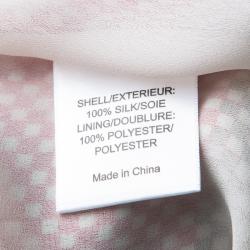 SHELL/EXTERIEUR:
100% SILK/SOIE
LINING/DOUBLURE:
100% POLYESTER/
POLYESTER
Made in China